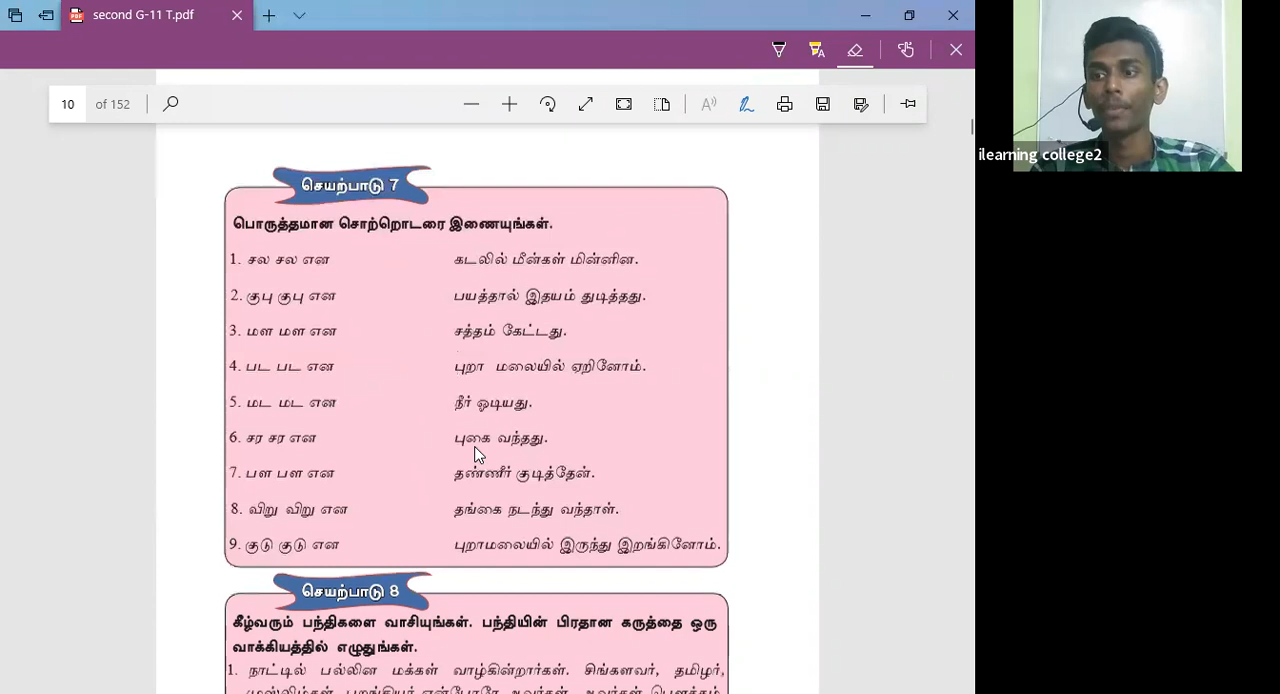 second G-11 T.pdf
10 of 152
ilearning college2
செயற்பாடு 7
பொருத்தமான சொற்றொடரை இணையுங்கள்.
1. சல சல என கடலில் மீன்கள் மின்னின.
2. குபு குபு என பயத்தால் இதயம் துடித்தது.
3. மள மள என சத்தம் கேட்டது.
4. பட பட என புறா மலையில் ஏறினோம்.
5. மட மட என நீர் ஓடியது.
6. சர சர என புகை வந்தது.
7. பள பள என தண்ணீர் குடித்தேன்.
8. விறு விறு என தங்கை நடந்து வந்தாள்.
9. குடு குடு என புறாமலையில் இருந்து இறங்கினோம்.
செயற்பாடு 8
கீழ்வரும் பந்திகளை வாசியுங்கள். பந்தியின் பிரதான கருத்தை ஒரு
வாக்கியத்தில் எழுதுங்கள்.
1. நாட்டில் பல்லின மக்கள் வாழ்கின்றார்கள். சிங்களவர், தமிழர்,